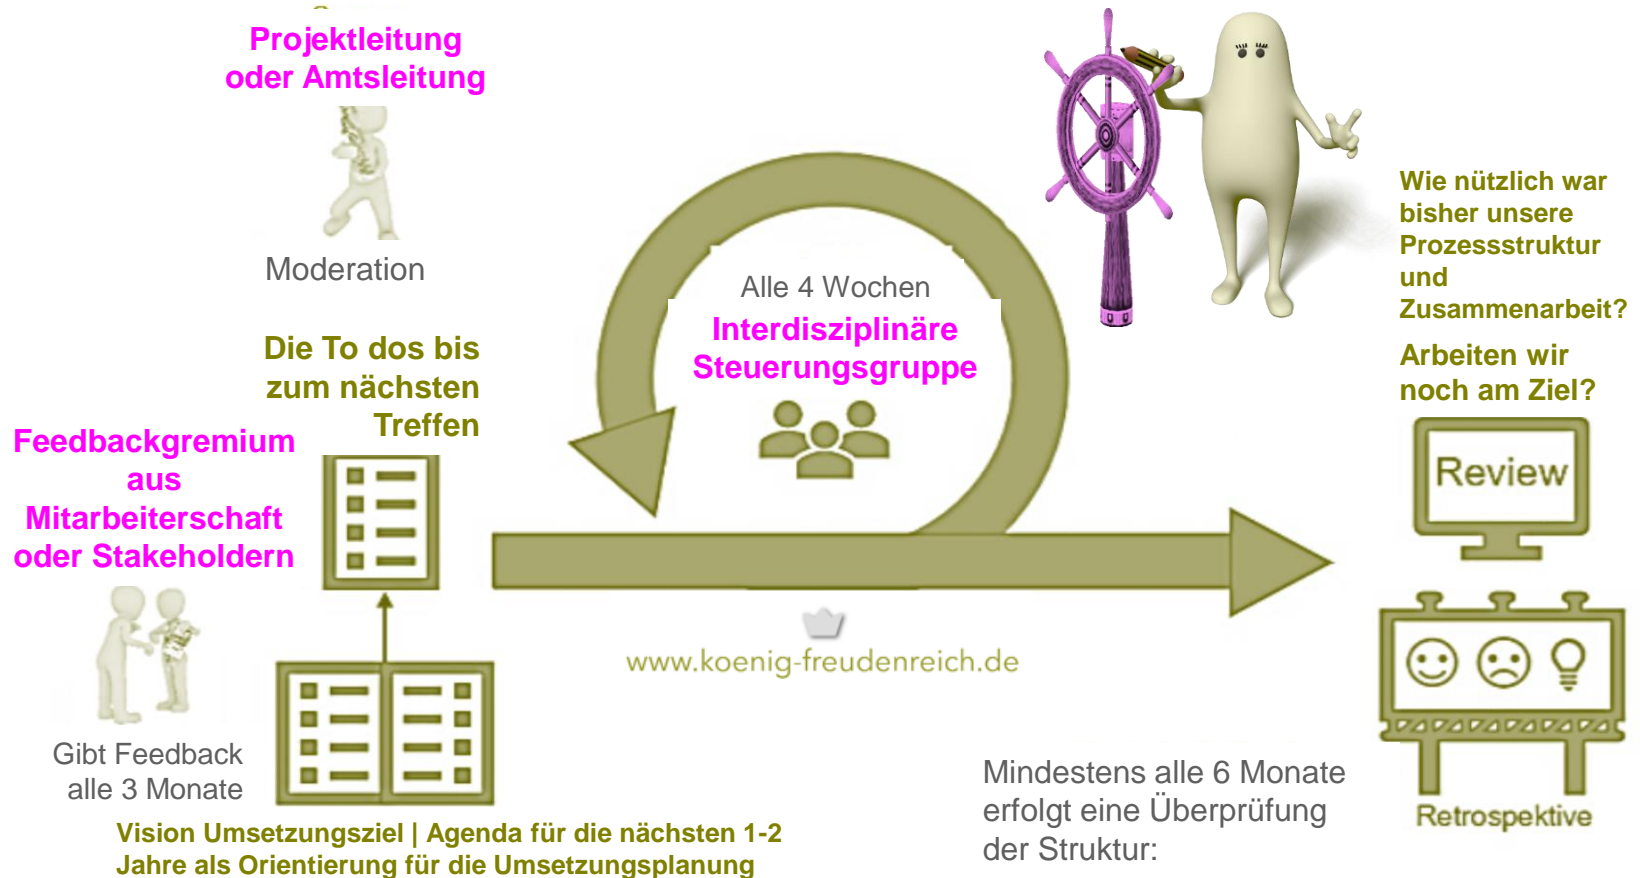 Projektleitung
oder Amtsleitung
Moderation
Die To dos bis
zum nächsten
Treffen
Feedbackgremium
aus
Mitarbeiterschaft
oder Stakeholdern
Gibt Feedback
alle 3 Monate
Vision Umsetzungsziel | Agenda für die nächsten 1-2
Jahre als Orientierung für die Umsetzungsplanung
Alle 4 Wochen
Interdisziplinäre
Steuerungsgruppe
www.koenig-freudenreich.de
Wie nützlich war
bisher unsere
Prozessstruktur
und
Zusammenarbeit?
Arbeiten wir
noch am Ziel?
Review
Retrospektive
Mindestens alle 6 Monate
erfolgt eine Überprüfung
der Struktur: